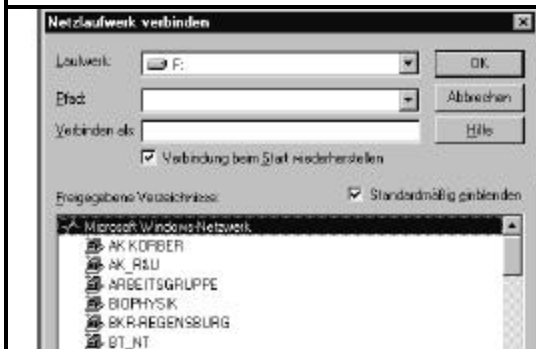 Netzlaufwerk verbinden
Laufwerk: F: OK
Pfad: Abbrechen
Verbinden als: Hilfe
Verbindung beim Start wiederherstellen
Freigegebene Verzeichnisse: Standardmäßig einblenden
Microsoft Windows-Netzwerk
AK KORBER
AK_R&U
ARBEITSGRUPPE
BIOPHYSIK
BKR-REGENSBURG
BT_NT